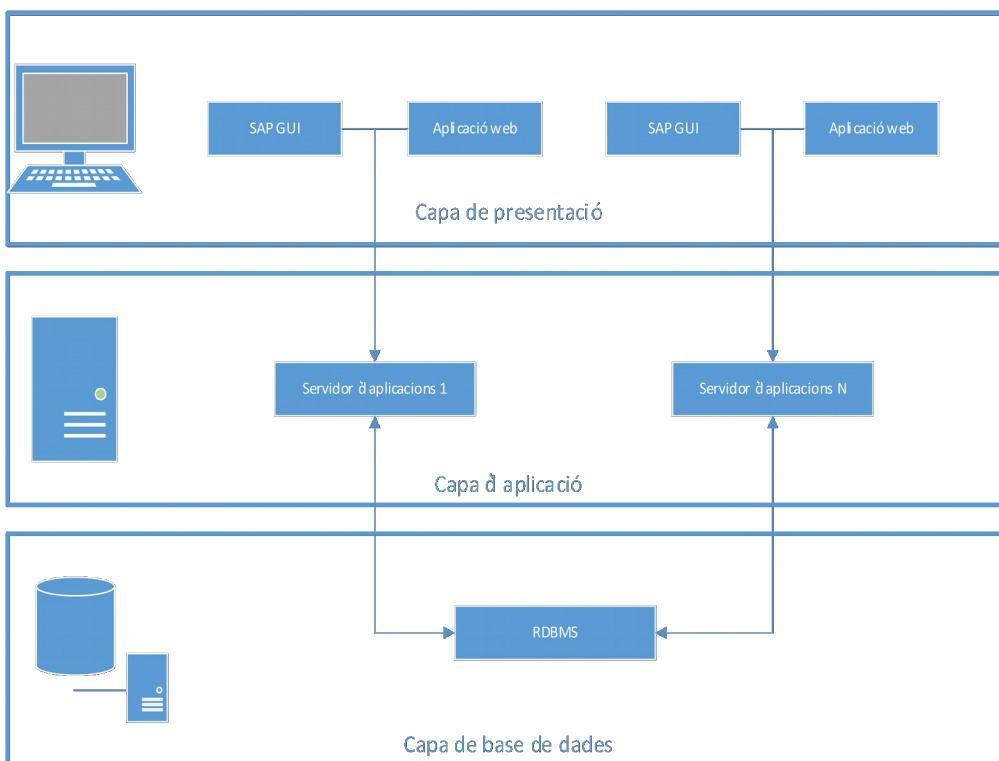 SAP GUI
Aplicació web
SAP GUI
Aplicació web
Capa de presentació
Servidor d'aplicacions 1
Servidor d'aplicacions N
Capa d'aplicació
RDBMS
Capa de base de dades